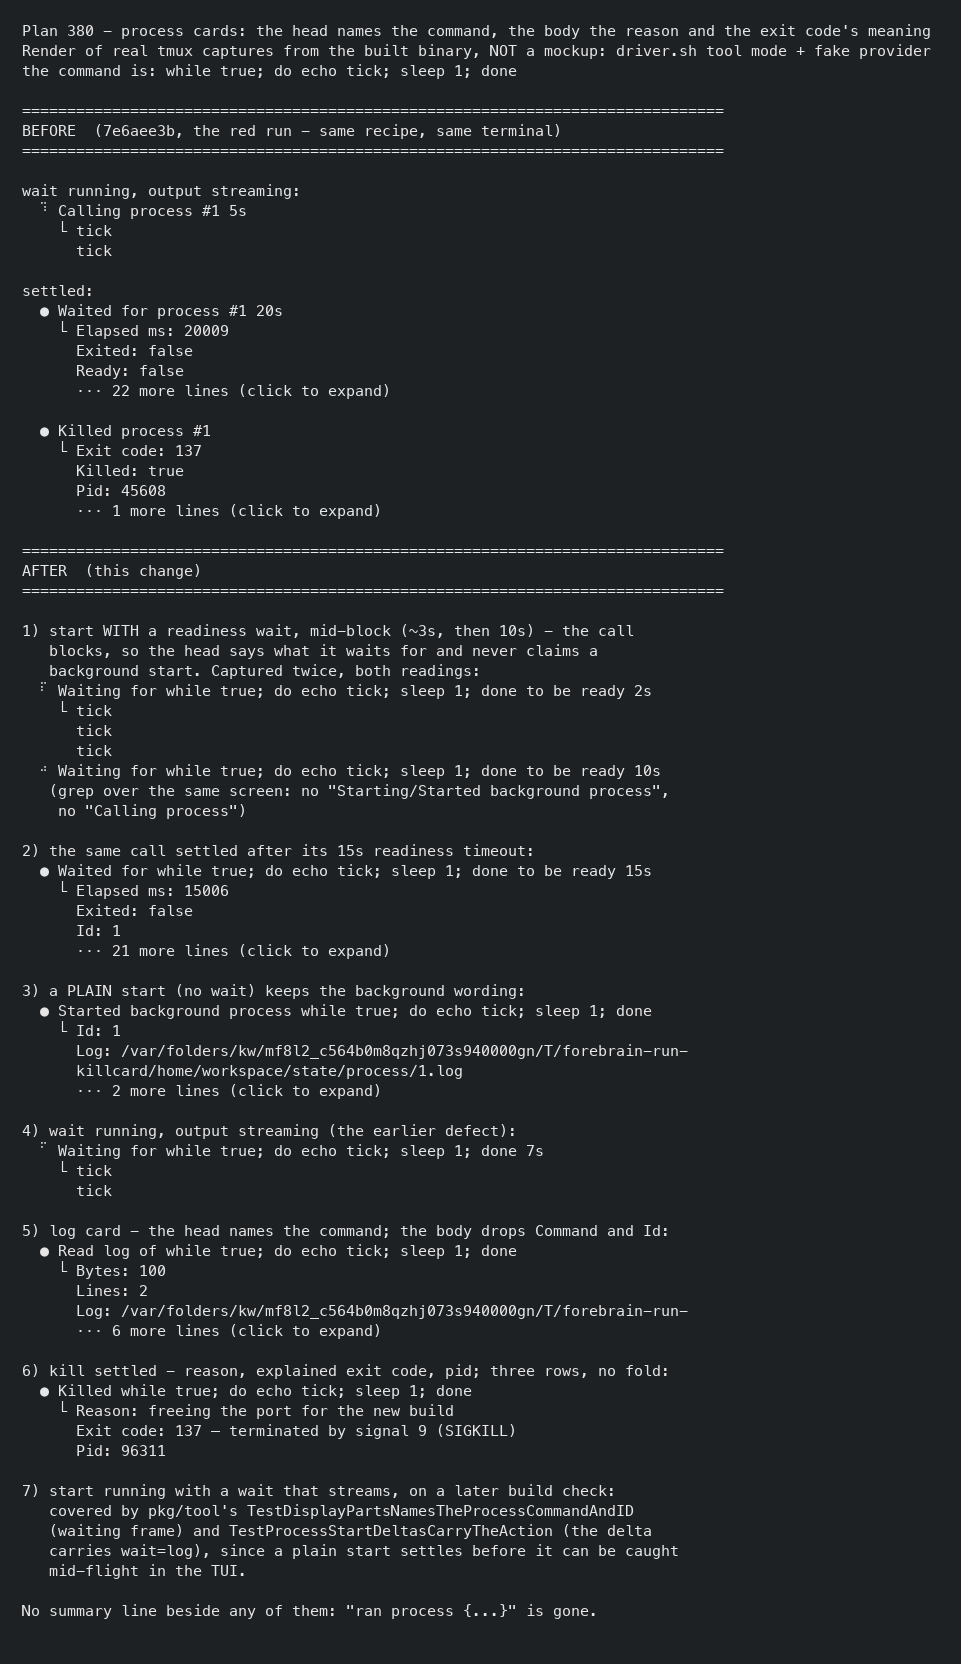 Plan 380 — process cards: the head names the command, the body the reason and the exit code's meaning
Render of real tmux captures from the built binary, NOT a mockup: driver.sh tool mode + fake provider
the command is: while true; do echo tick; sleep 1; done
==============================================================================
BEFORE  (7e6aee3b, the red run — same recipe, same terminal)
==============================================================================
wait running, output streaming:
⠹ Calling process #1 5s
└ tick
tick
settled:
● Waited for process #1 20s
└ Elapsed ms: 20009
Exited: false
Ready: false
··· 22 more lines (click to expand)
● Killed process #1
└ Exit code: 137
Killed: true
Pid: 45608
··· 1 more lines (click to expand)
==============================================================================
AFTER  (this change)
==============================================================================
1) start WITH a readiness wait, mid-block (~3s, then 10s) — the call
blocks, so the head says what it waits for and never claims a
background start. Captured twice, both readings:
⠏ Waiting for while true; do echo tick; sleep 1; done to be ready 2s
└ tick
tick
tick
⠴ Waiting for while true; do echo tick; sleep 1; done to be ready 10s
(grep over the same screen: no "Starting/Started background process",
no "Calling process")
2) the same call settled after its 15s readiness timeout:
● Waited for while true; do echo tick; sleep 1; done to be ready 15s
└ Elapsed ms: 15006
Exited: false
Id: 1
··· 21 more lines (click to expand)
3) a PLAIN start (no wait) keeps the background wording:
● Started background process while true; do echo tick; sleep 1; done
└ Id: 1
Log: /var/folders/kw/mf8l2_c564b0m8qzhj073s940000gn/T/forebrain-run-
killcard/home/workspace/state/process/1.log
··· 2 more lines (click to expand)
4) wait running, output streaming (the earlier defect):
⠋ Waiting for while true; do echo tick; sleep 1; done 7s
└ tick
tick
5) log card — the head names the command; the body drops Command and Id:
● Read log of while true; do echo tick; sleep 1; done
└ Bytes: 100
Lines: 2
Log: /var/folders/kw/mf8l2_c564b0m8qzhj073s940000gn/T/forebrain-run-
··· 6 more lines (click to expand)
6) kill settled — reason, explained exit code, pid; three rows, no fold:
● Killed while true; do echo tick; sleep 1; done
└ Reason: freeing the port for the new build
Exit code: 137 — terminated by signal 9 (SIGKILL)
Pid: 96311
7) start running with a wait that streams, on a later build check:
covered by pkg/tool's TestDisplayPartsNamesTheProcessCommandAndID
(waiting frame) and TestProcessStartDeltasCarryTheAction (the delta
carries wait=log), since a plain start settles before it can be caught
mid-flight in the TUI.
No summary line beside any of them: "ran process {...}" is gone.